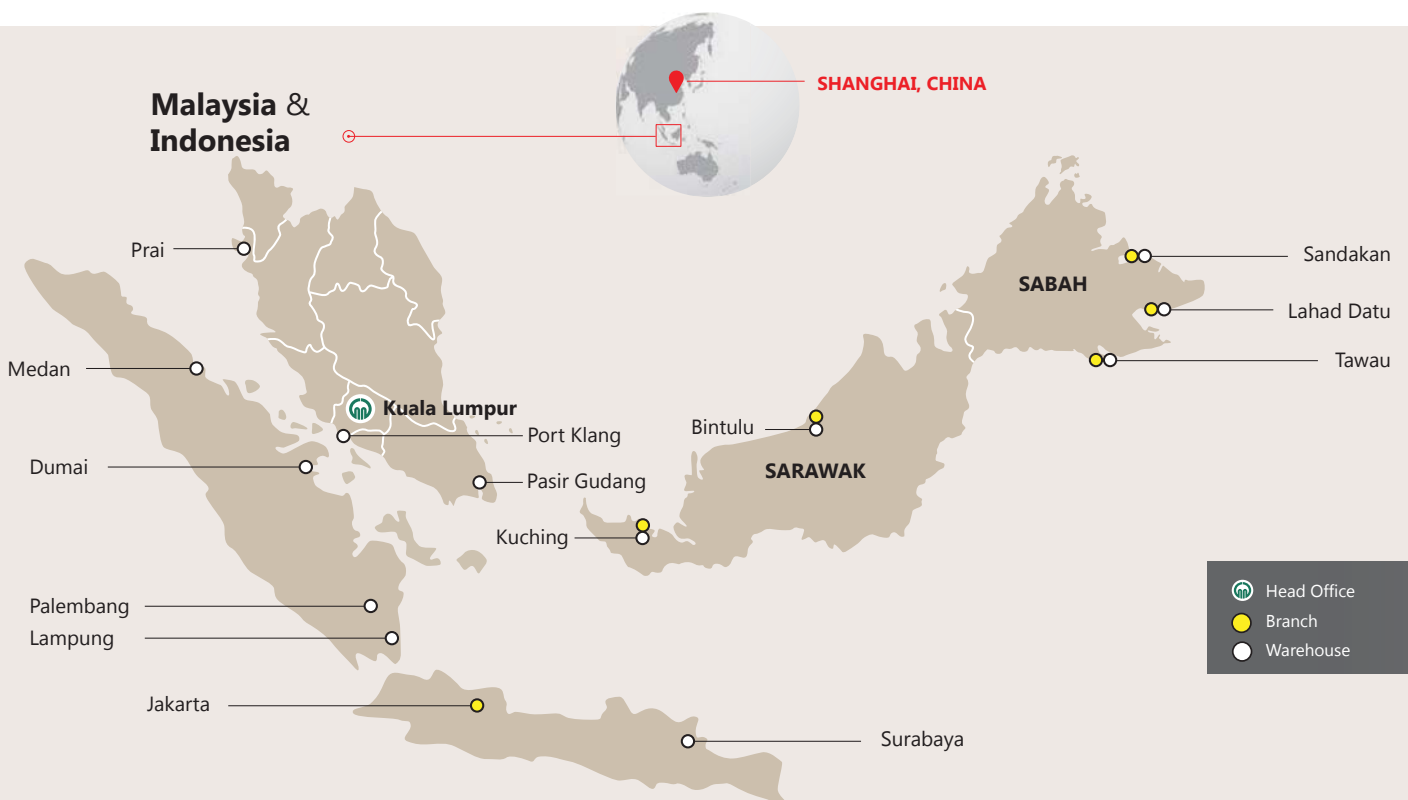 SHANGHAI, CHINA
Malaysia &
Indonesia
Prai
Sandakan
SABAH
Lahad Datu
Medan
Tawau
Kuala Lumpur
Bintulu
Port Klang
Dumai
SARAWAK
Pasir Gudang
Kuching
Head Office
Palembang
Branch
Lampung
Warehouse
Jakarta
Surabaya